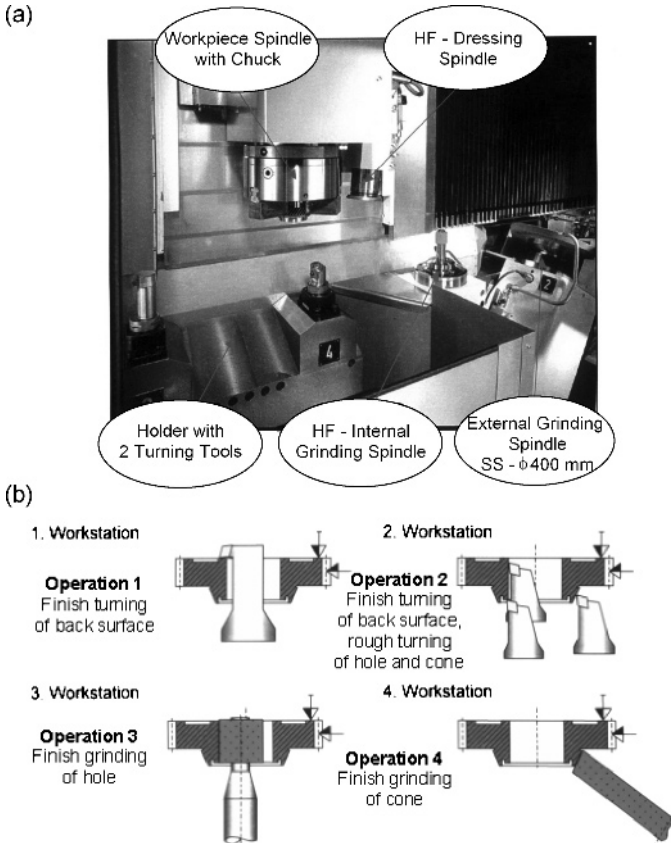 (a)
Workpiece Spindle
with Chuck
HF - Dressing
Spindle
2
4
Holder with
2 Turning Tools
HF - Internal
Grinding Spindle
External Grinding
Spindle
SS - ϕ400 mm
(b)
1. Workstation
Operation 1
Finish turning
of back surface
2. Workstation
Operation 2
Finish turning
of back surface,
rough turning
of hole and cone
3. Workstation
Operation 3
Finish grinding
of hole
4. Workstation
Operation 4
Finish grinding
of cone